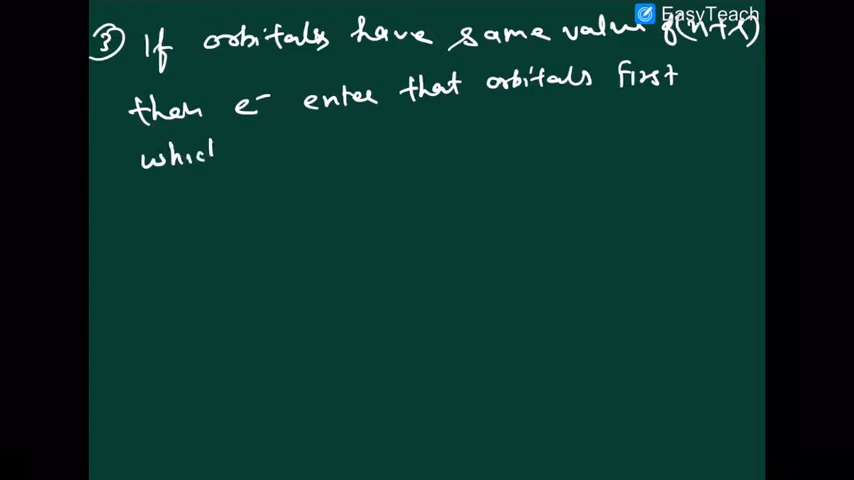 EasyTeach
③ If orbitals have same value of (n+l)
then e⁻ enter that orbitals first
which